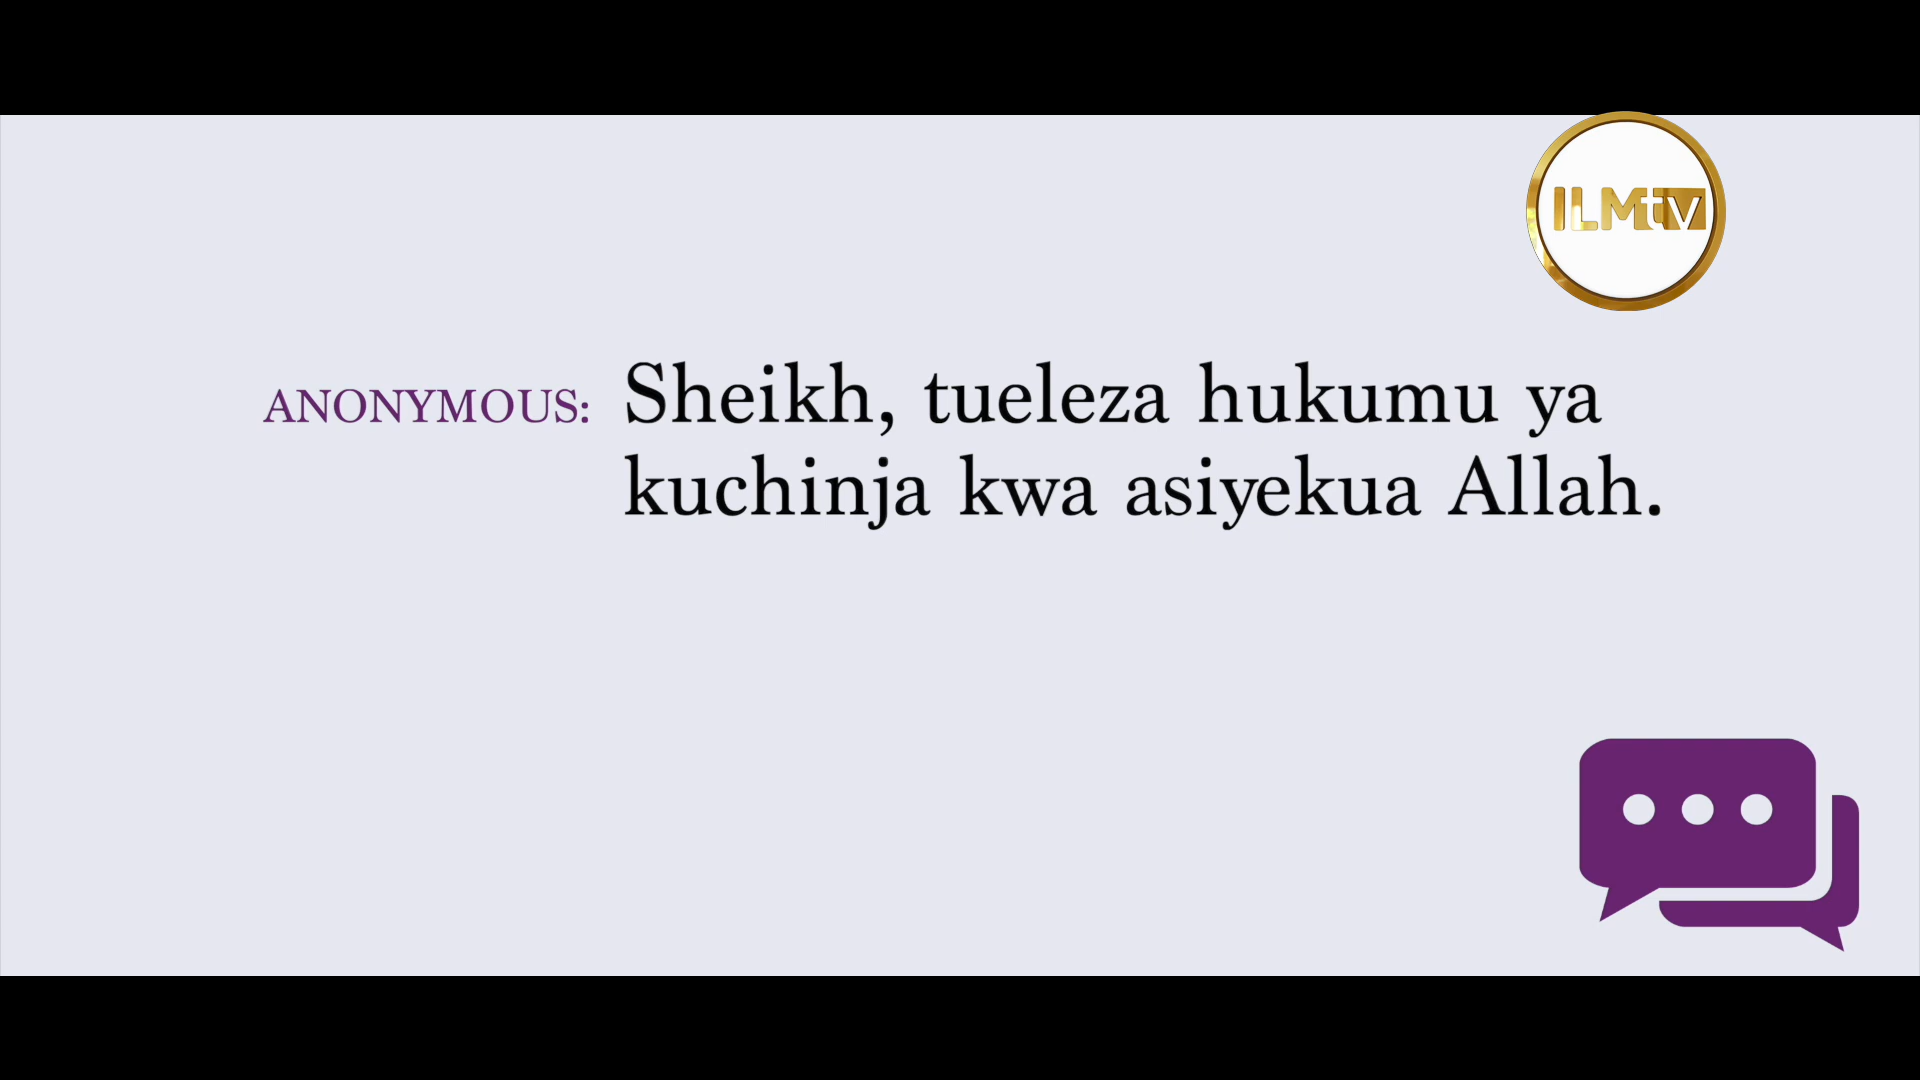 ILMtv
ANONYMOUS: Sheikh, tueleza hukumu ya
kuchinja kwa asiyekua Allah.